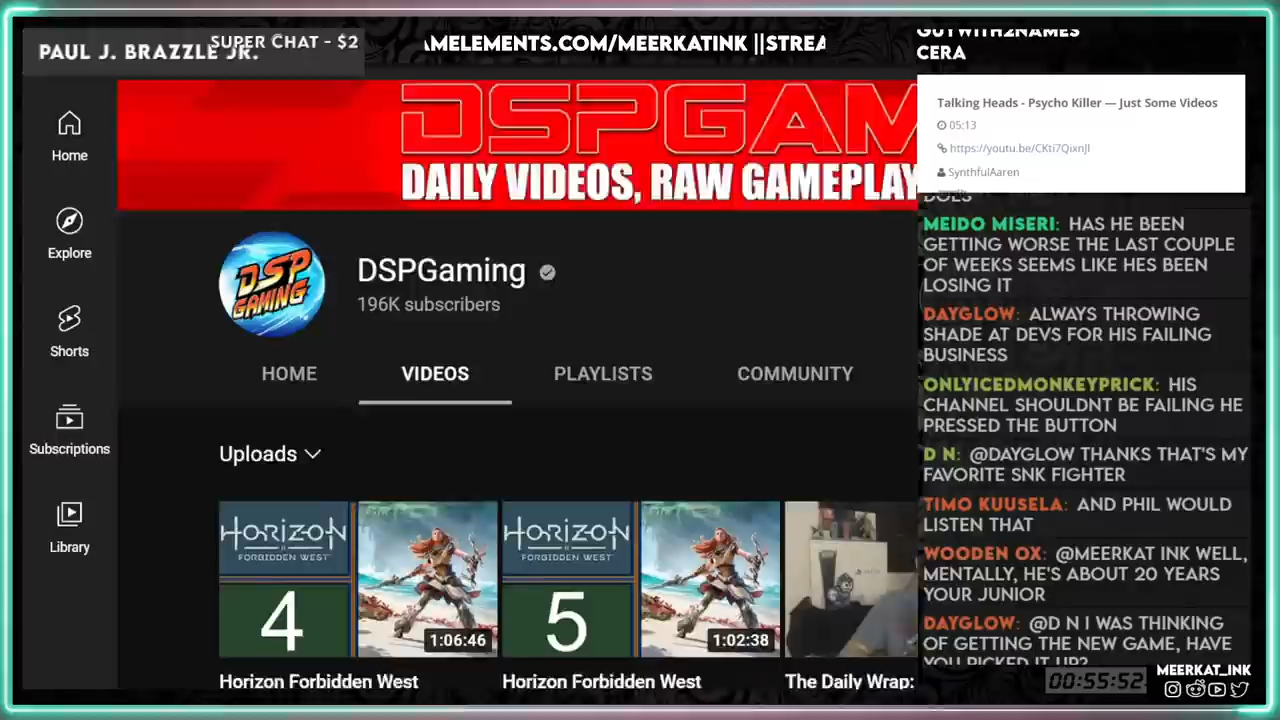 PAUL J. BRAZZLE JR.
SUPER CHAT - $2
AMELEMENTS.COM/MEERKATINK ||STREA
GUYWITH2NAMES
CERA
Talking Heads - Psycho Killer — Just Some Videos
05:13
https://youtu.be/CKti7QixnJI
SynthfulAaren
Home
Explore
Shorts
Subscriptions
Library
DSPGAM
DAILY VIDEOS, RAW GAMEPLAY
DSP
GAMING
DSPGaming
196K subscribers
HOME
VIDEOS
PLAYLISTS
COMMUNITY
Uploads
HORIZON
FORBIDDEN WEST
4
1:06:46
HORIZON
FORBIDDEN WEST
5
1:02:38
Horizon Forbidden West
Horizon Forbidden West
The Daily Wrap:
DOES
MEIDO MISERI: HAS HE BEEN
GETTING WORSE THE LAST COUPLE
OF WEEKS SEEMS LIKE HES BEEN
LOSING IT
DAYGLOW: ALWAYS THROWING
SHADE AT DEVS FOR HIS FAILING
BUSINESS
ONLYICEDMONKEYPRICK: HIS
CHANNEL SHOULDNT BE FAILING HE
PRESSED THE BUTTON
D N: @DAYGLOW THANKS THAT'S MY
FAVORITE SNK FIGHTER
TIMO KUUSELA: AND PHIL WOULD
LISTEN THAT
WOODEN OX: @MEERKAT INK WELL,
MENTALLY, HE'S ABOUT 20 YEARS
YOUR JUNIOR
DAYGLOW: @D N I WAS THINKING
OF GETTING THE NEW GAME, HAVE
YOU PICKED IT UP?
00:55:52
MEERKAT_INK